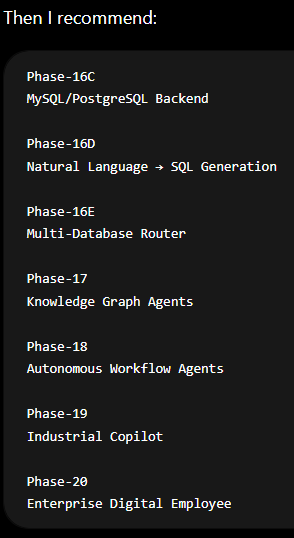 Then I recommend:
Phase-16C
MySQL/PostgreSQL Backend
Phase-16D
Natural Language → SQL Generation
Phase-16E
Multi-Database Router
Phase-17
Knowledge Graph Agents
Phase-18
Autonomous Workflow Agents
Phase-19
Industrial Copilot
Phase-20
Enterprise Digital Employee